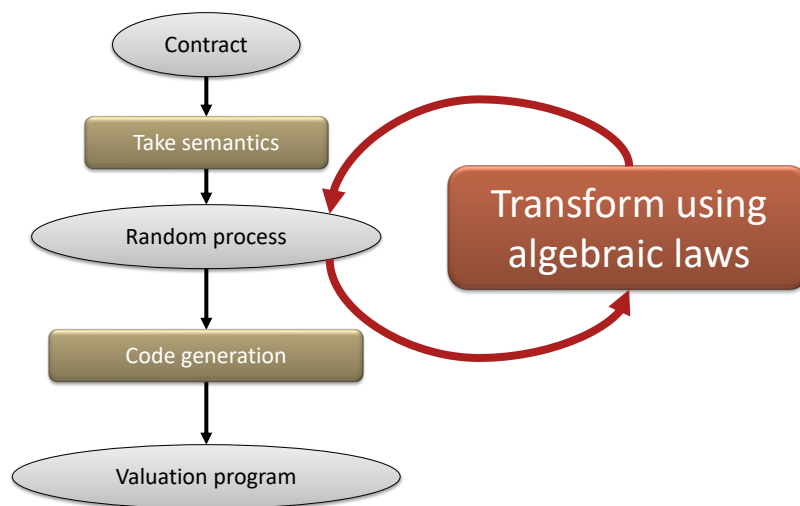 Contract
Take semantics
Random process
Transform using
algebraic laws
Code generation
Valuation program